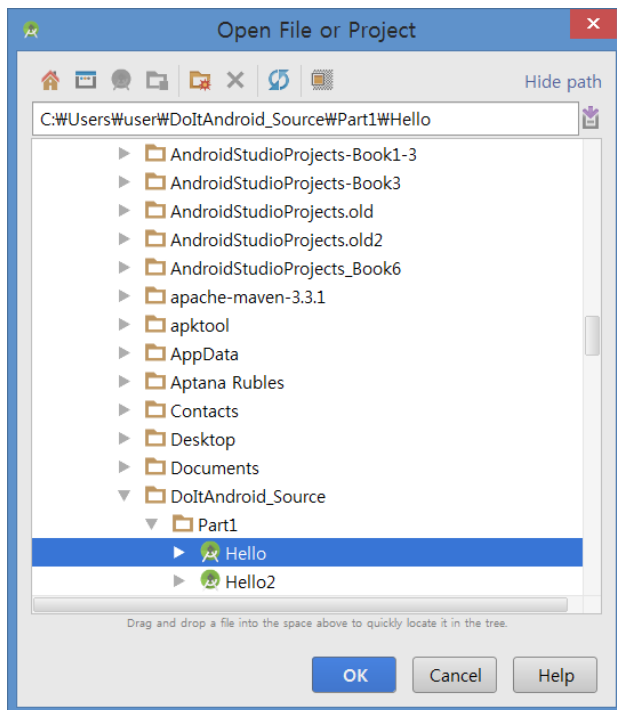 Open File or Project
Hide path
C:₩Users₩user₩DoItAndroid_Source₩Part1₩Hello
AndroidStudioProjects-Book1-3
AndroidStudioProjects-Book3
AndroidStudioProjects.old
AndroidStudioProjects.old2
AndroidStudioProjects_Book6
apache-maven-3.3.1
apktool
AppData
Aptana Rubles
Contacts
Desktop
Documents
DoItAndroid_Source
Part1
Hello
Hello2
Drag and drop a file into the space above to quickly locate it in the tree.
OK Cancel Help